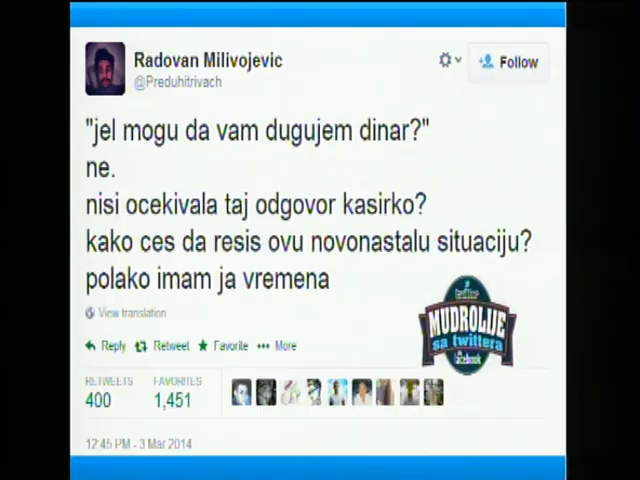 Radovan Milivojevic
@Preduhitrivach
Follow
"jel mogu da vam dugujem dinar?"
ne.
nisi ocekivala taj odgovor kasirko?
kako ces da resis ovu novonastalu situaciju?
polako imam ja vremena
View translation
Reply Retweet Favorite More
RETWEETS FAVORITES
400 1,451
12:45 PM - 3 Mar 2014
twitter
MUDROLIJE
sa twittera
facebook